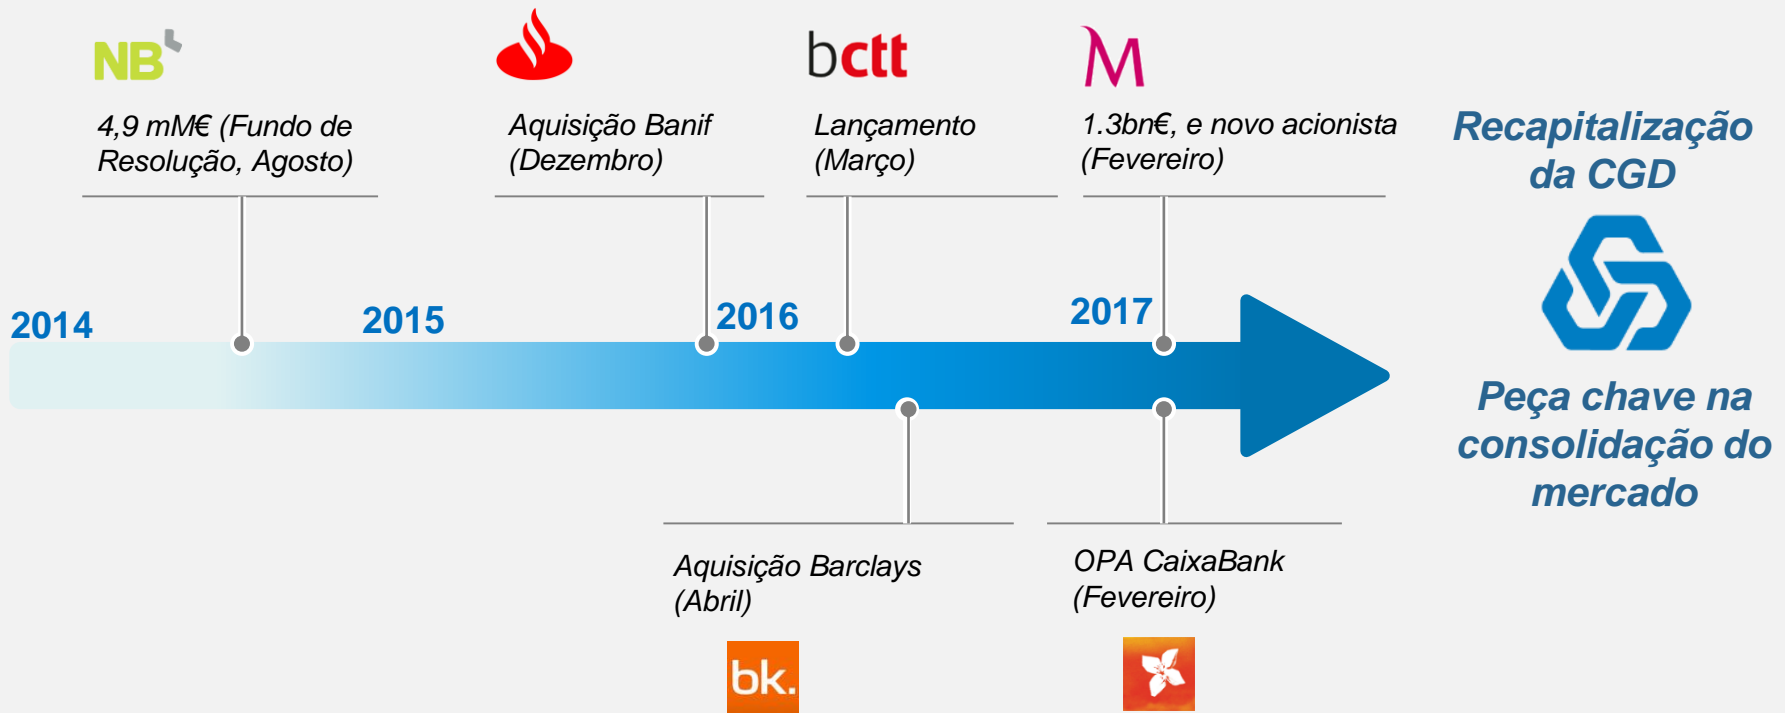 NB
bctt
M
4,9 mM€ (Fundo de
Resolução, Agosto)
Aquisição Banif
(Dezembro)
Lançamento
(Março)
1.3bn€, e novo acionista
(Fevereiro)
Recapitalização
da CGD
2014
2015
2016
2017
Peça chave na
consolidação do
mercado
Aquisição Barclays
(Abril)
OPA CaixaBank
(Fevereiro)
bk.